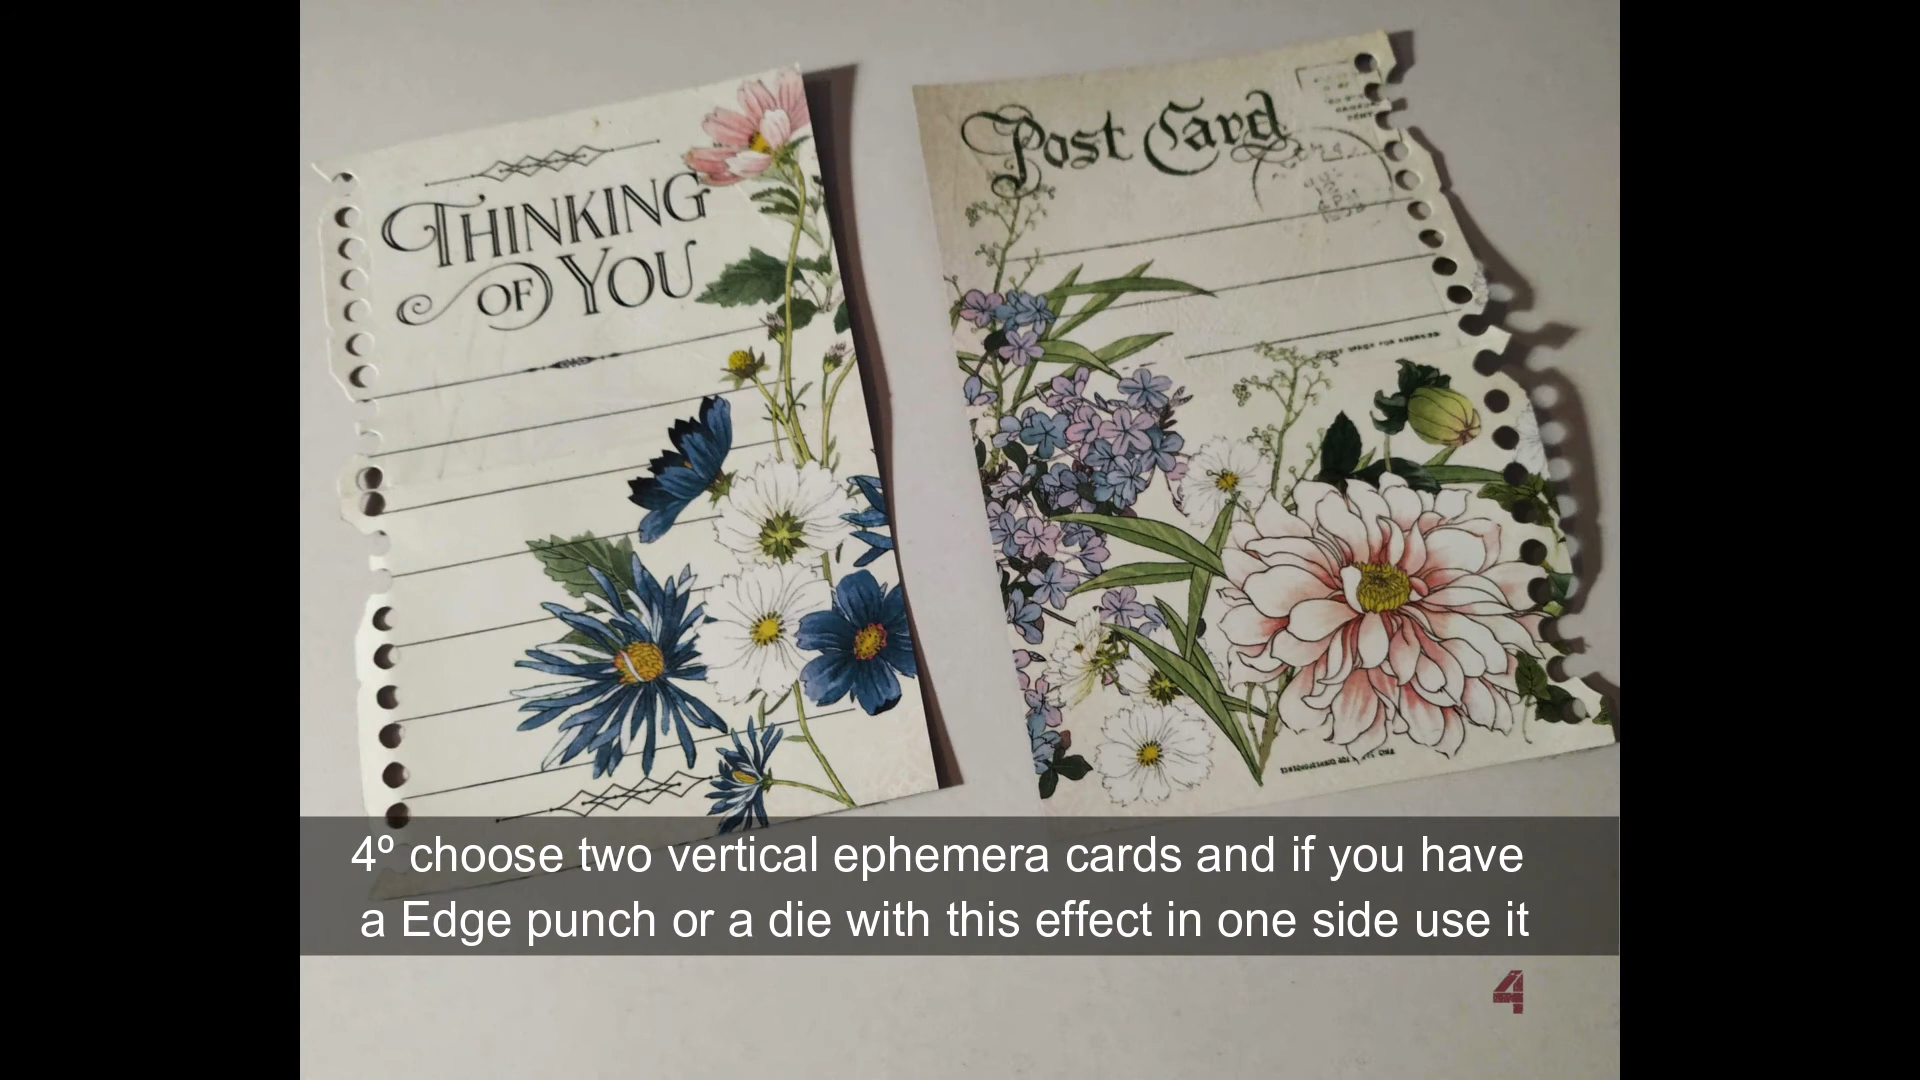 THINKING
OF YOU
Post Card
4º choose two vertical ephemera cards and if you have
a Edge punch or a die with this effect in one side use it
4